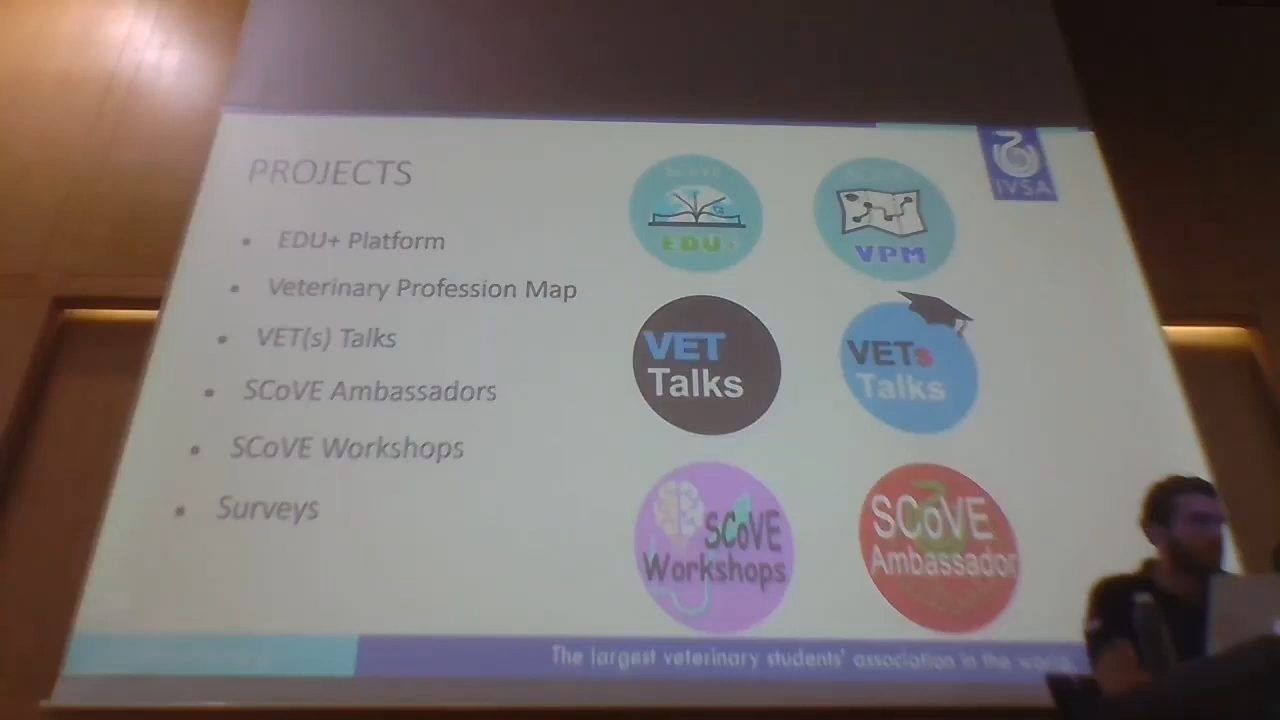 PROJECTS
• EDU+ Platform
• Veterinary Profession Map
• VET(s) Talks
• SCoVE Ambassadors
• SCoVE Workshops
• Surveys
SCoVE
EDU+
VPM
IVSA
VET
Talks
VETs
Talks
SCoVE
Workshops
SCoVE
Ambassador
The largest veterinary students' association in the world